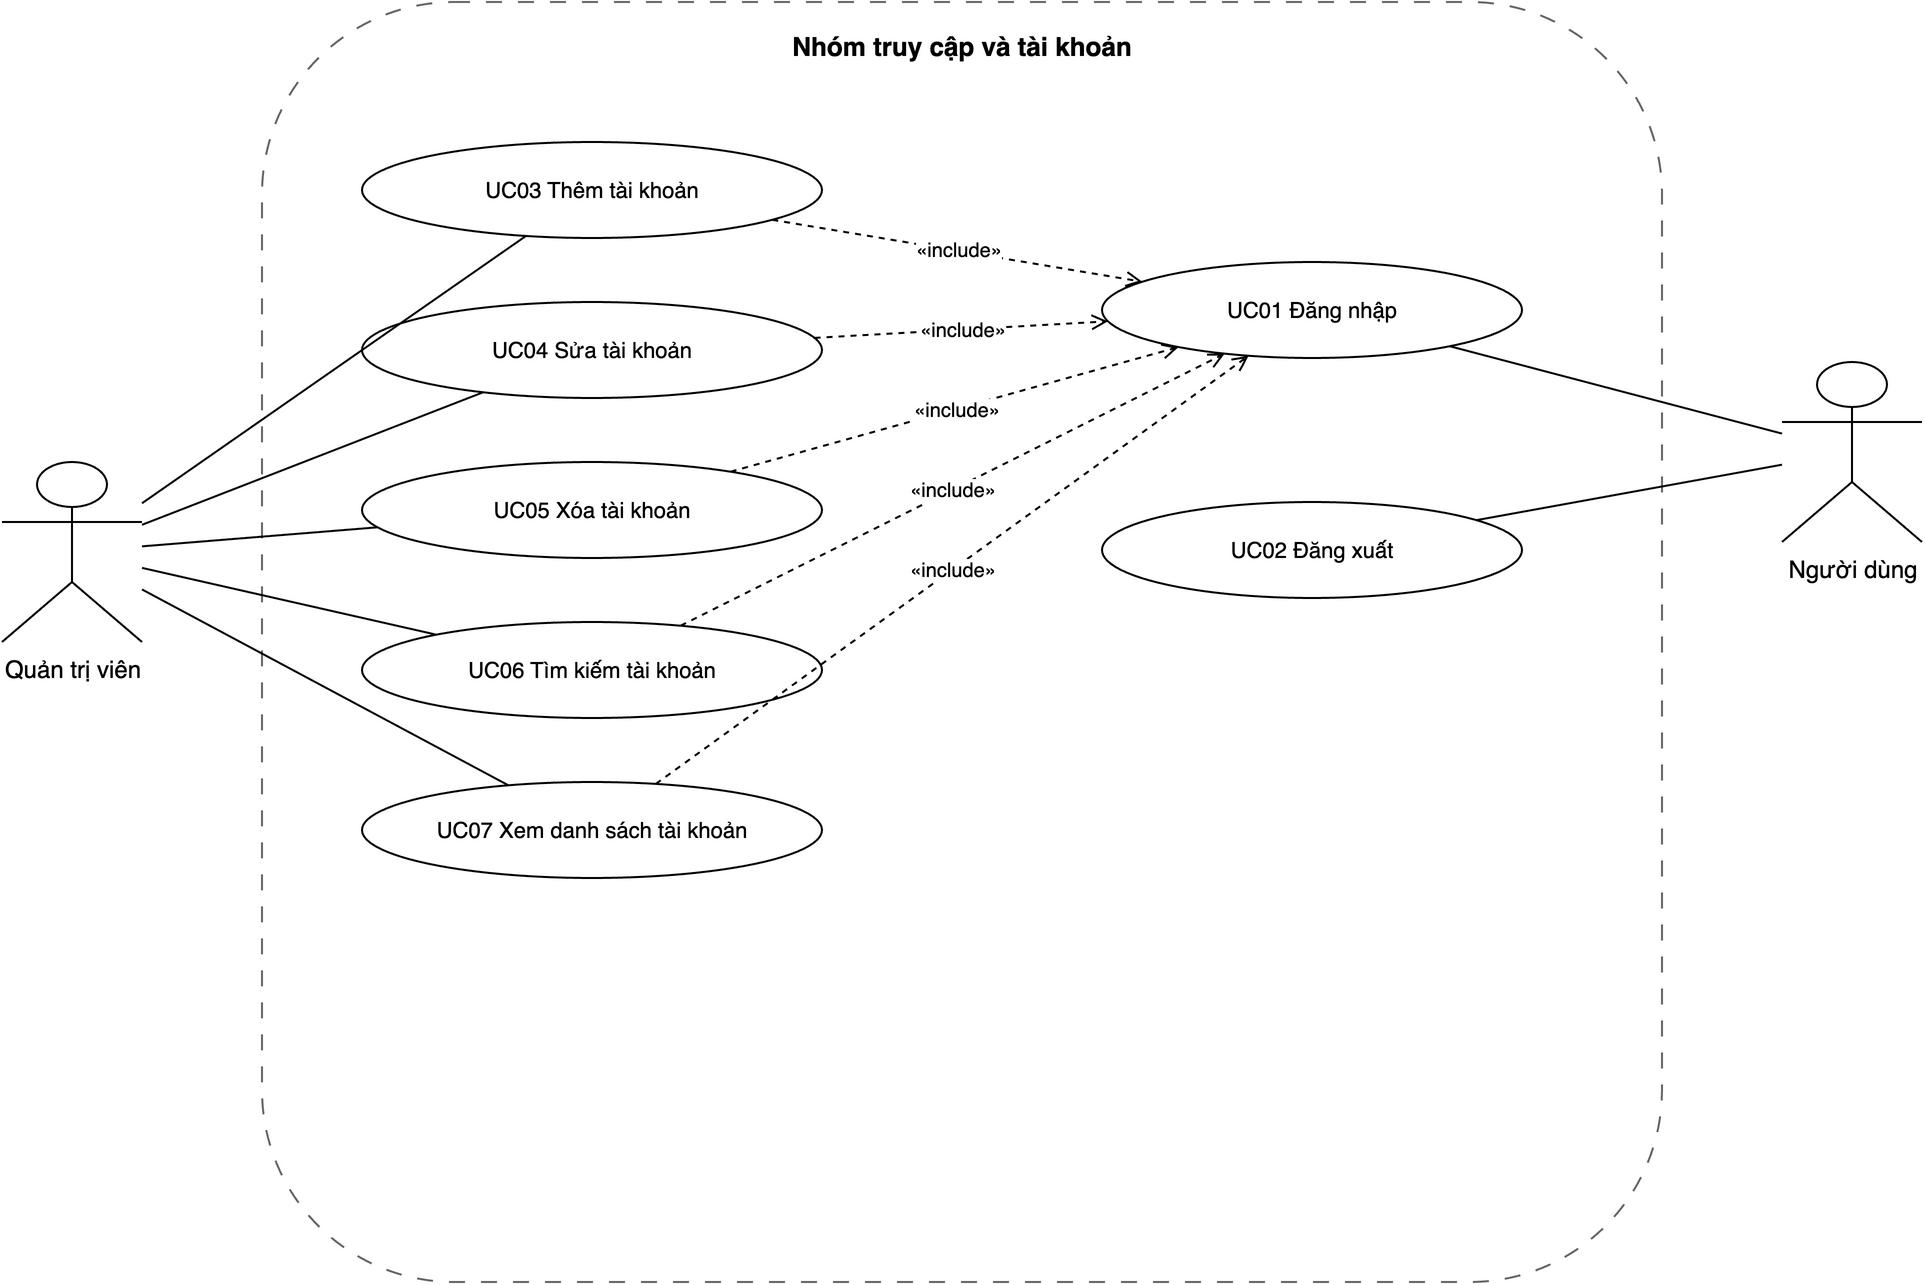 Nhóm truy cập và tài khoản
UC03 Thêm tài khoản
«include»
UC01 Đăng nhập
UC04 Sửa tài khoản
«include»
«include»
UC05 Xóa tài khoản
«include»
UC02 Đăng xuất
Người dùng
«include»
Quản trị viên
UC06 Tìm kiếm tài khoản
UC07 Xem danh sách tài khoản